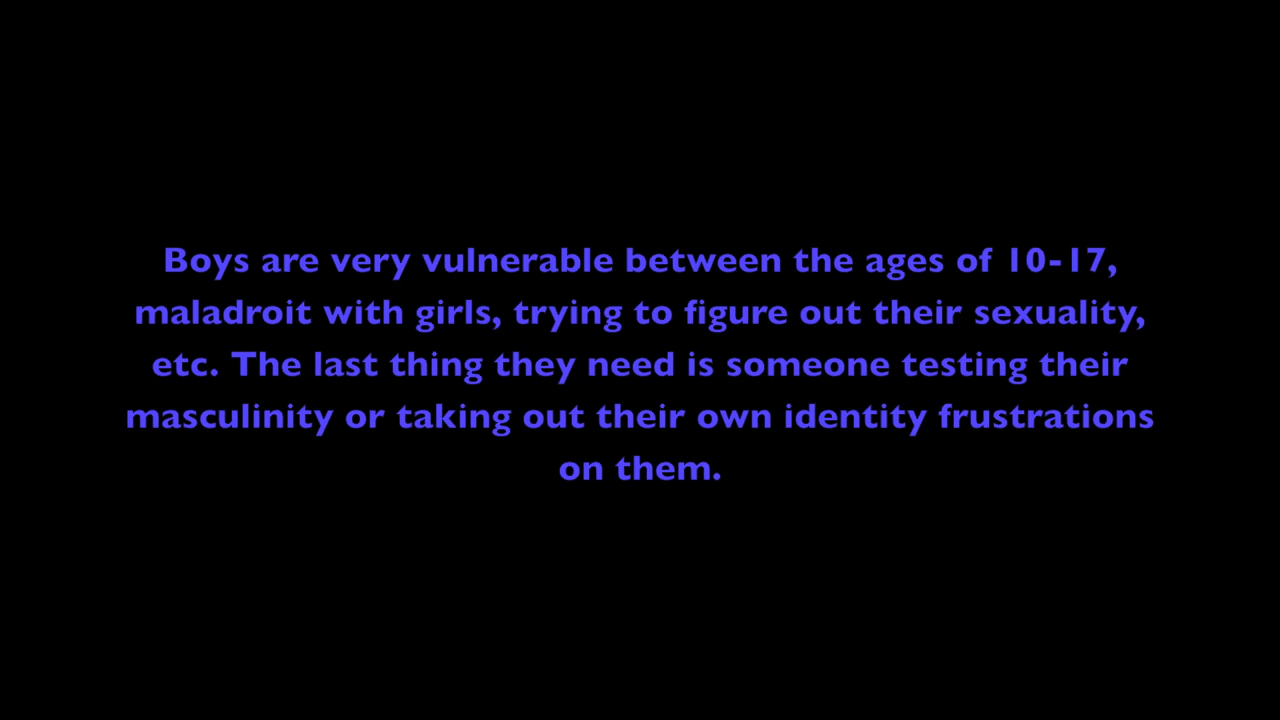 Boys are very vulnerable between the ages of 10-17,
maladroit with girls, trying to figure out their sexuality,
etc. The last thing they need is someone testing their
masculinity or taking out their own identity frustrations
on them.